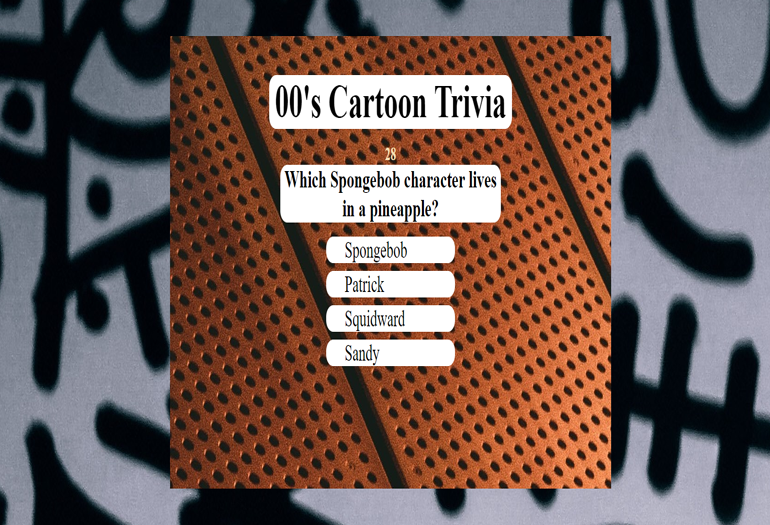 00's Cartoon Trivia
28
Which Spongebob character lives
in a pineapple?
Spongebob
Patrick
Squidward
Sandy